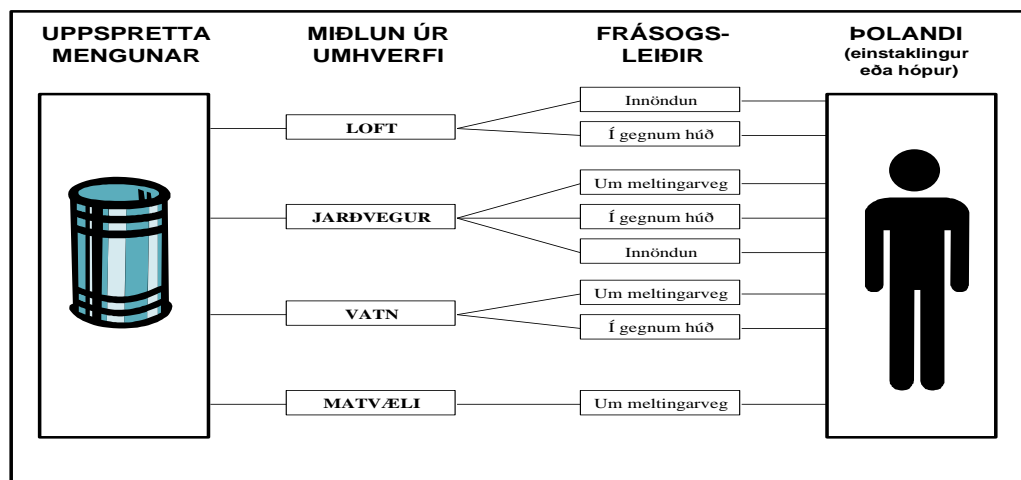 UPPSPRETTA
MENGUNAR
MIÐLUN ÚR
UMHVERFI
FRÁSOGS-
LEIÐIR
ÞOLANDI
(einstaklingur
eða hópur)
LOFT
Innöndun
Í gegnum húð
JARÐVEGUR
Um meltingarveg
Í gegnum húð
Innöndun
VATN
Um meltingarveg
Í gegnum húð
MATVÆLI
Um meltingarveg